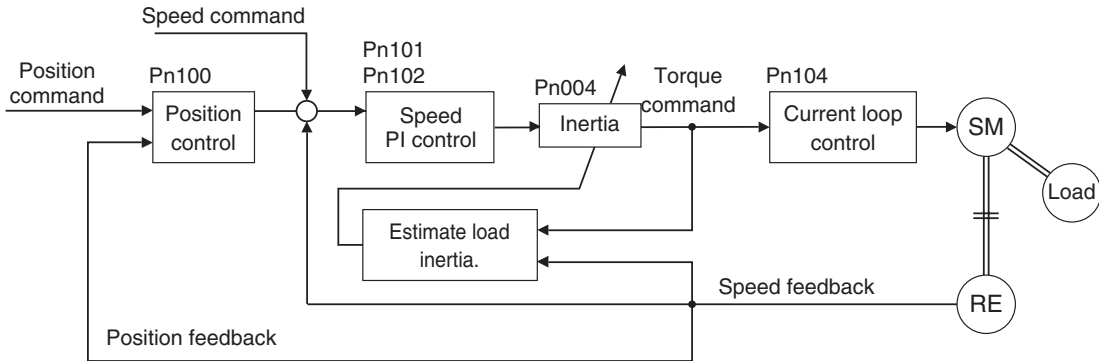 Speed command
Position
command
Pn100
Position
control
Pn101
Pn102
Speed
PI control
Pn004
Inertia
Torque
command
Pn104
Current loop
control
SM
Load
Estimate load
inertia.
Speed feedback
RE
Position feedback